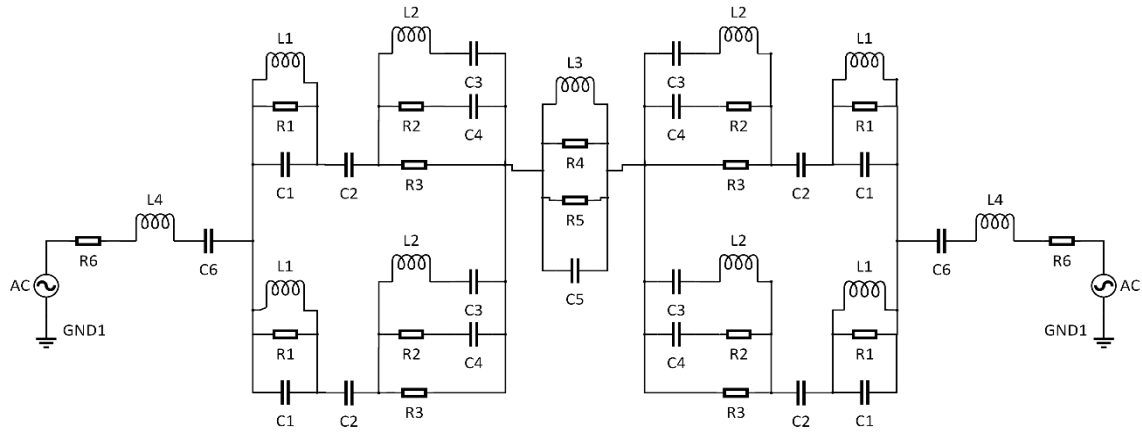 L2 L2
L1 L1
L3
C3 C3
R1 R2 C4 C4 R2 R1
R4
C1 C2 R3 R3 C2 C1
R5
L4 L4
L2 L2
R6 C6 L1 L1 C6 R6
AC AC
C3 C5 C3
GND1 GND1
R1 R2 C4 C4 R2 R1
C1 C2 R3 R3 C2 C1